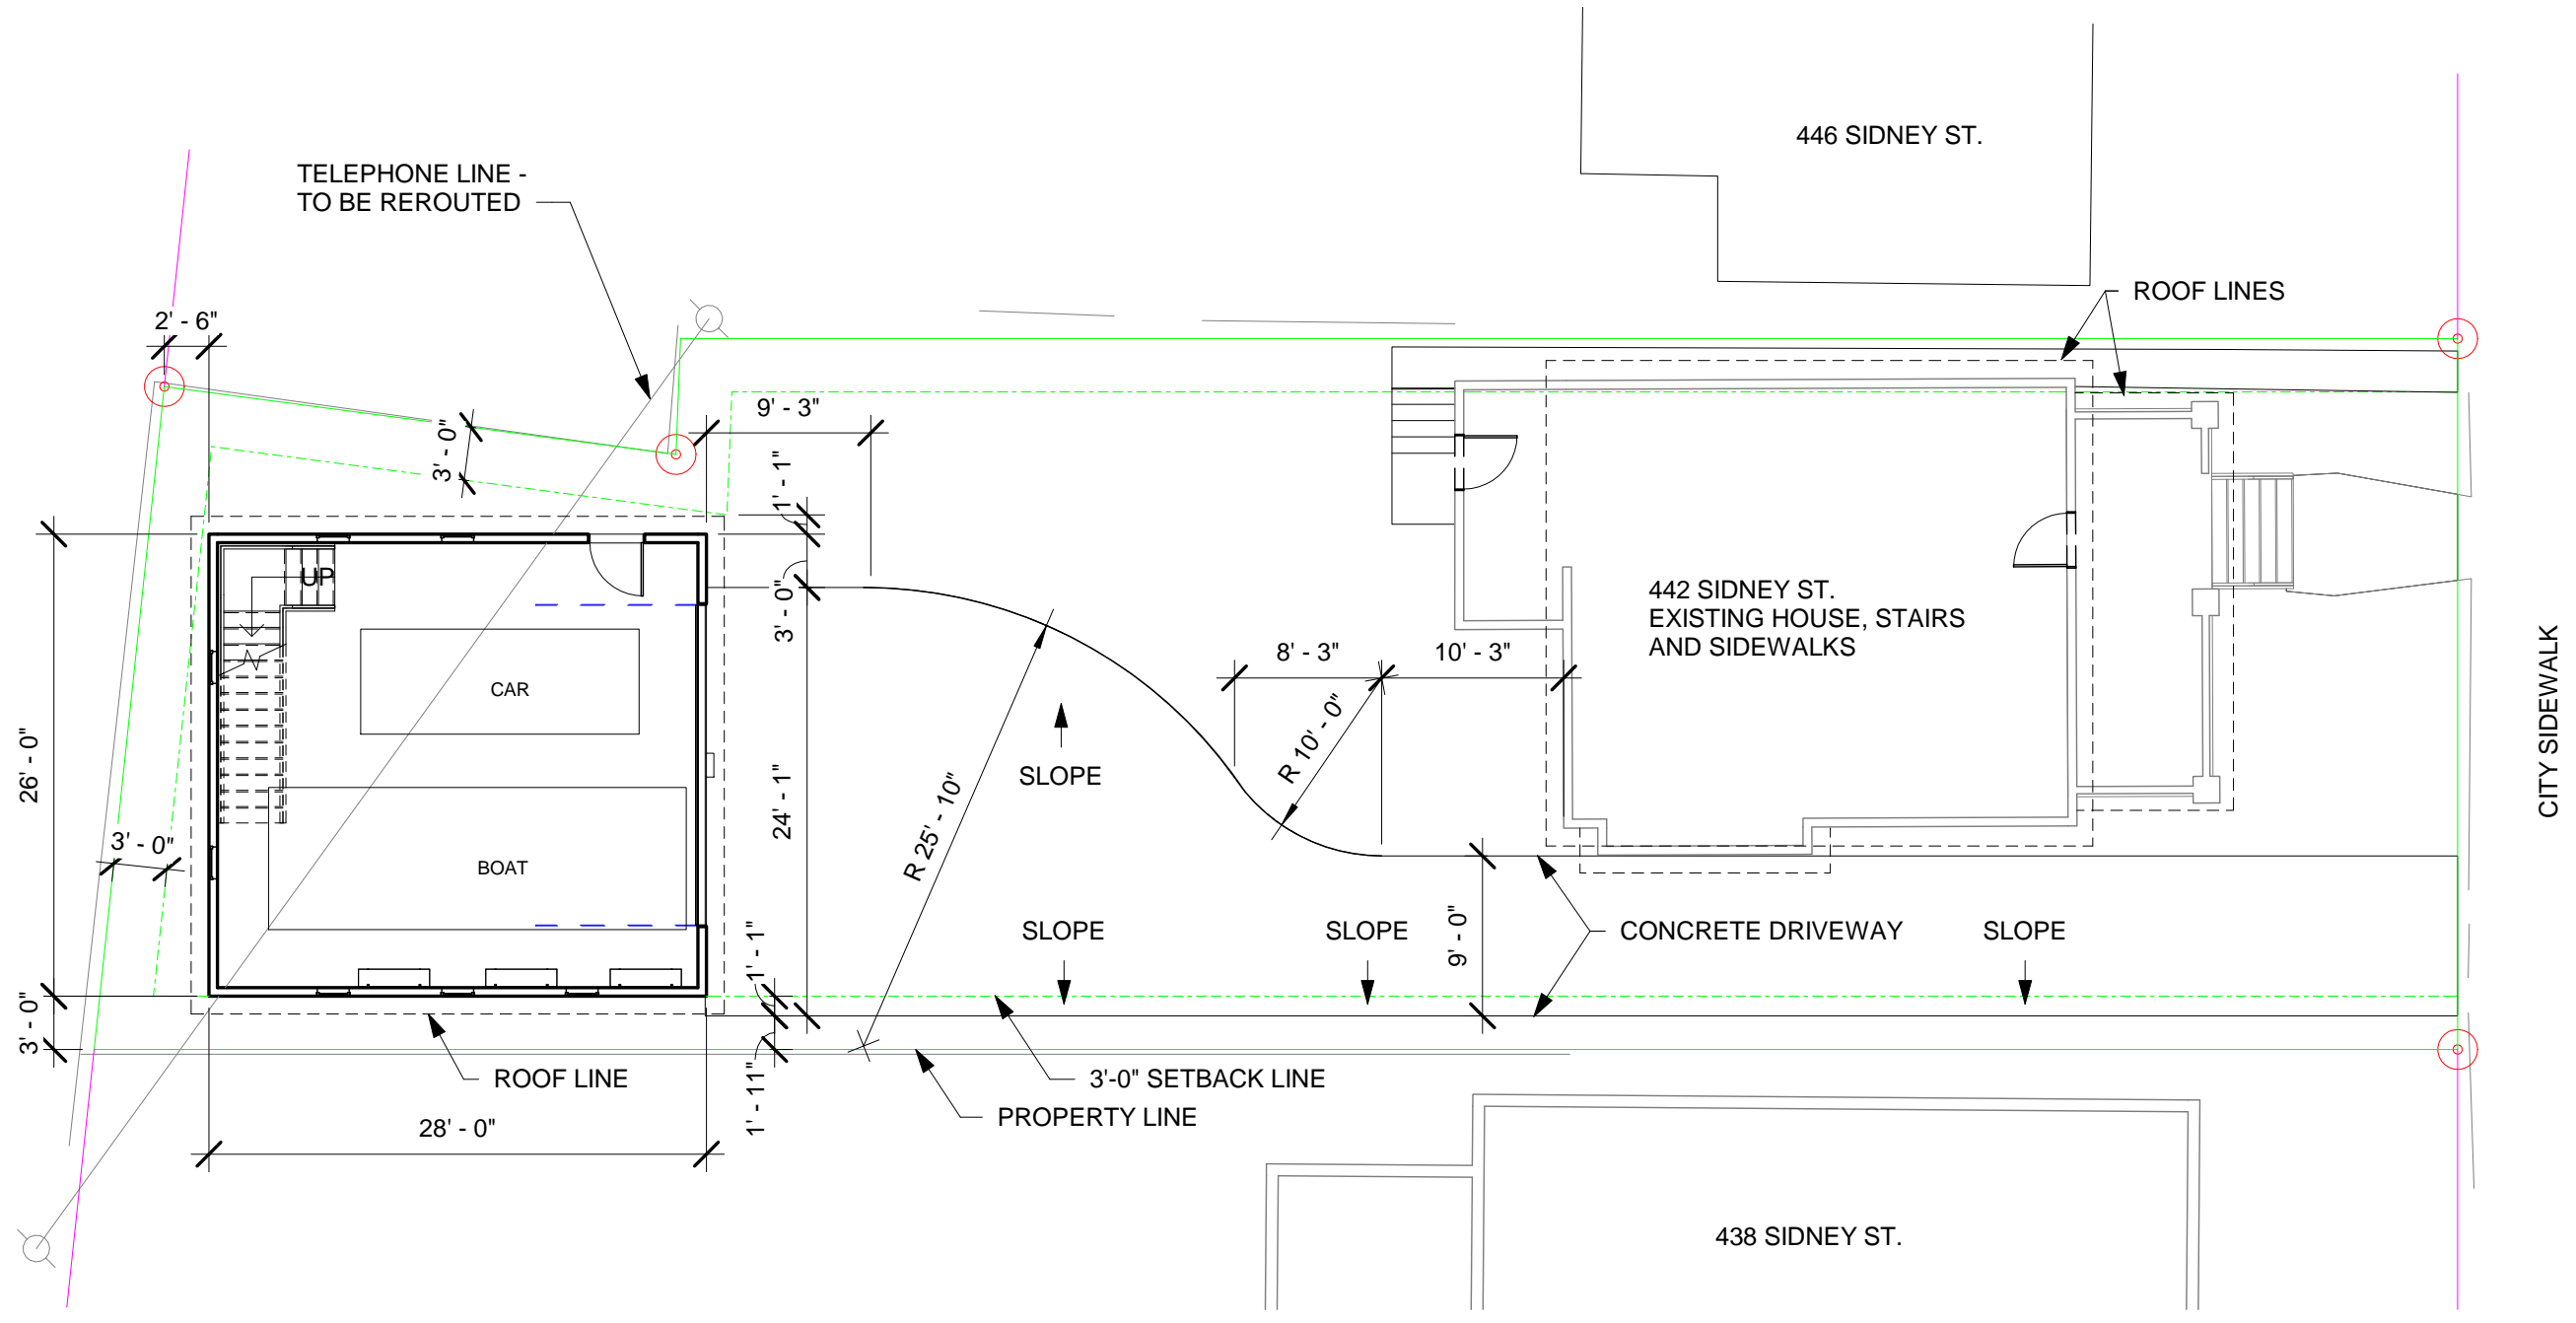 446 SIDNEY ST.
TELEPHONE LINE -
TO BE REROUTED
ROOF LINES
2' - 6"
9' - 3"
3' - 0"
1' - 1"
3' - 0"
UP
442 SIDNEY ST.
EXISTING HOUSE, STAIRS
AND SIDEWALKS
8' - 3"
10' - 3"
CITY SIDEWALK
CAR
R 10' - 0"
SLOPE
26' - 0"
24' - 1"
R 25' - 10"
3' - 0"
BOAT
SLOPE
SLOPE
9' - 0"
CONCRETE DRIVEWAY
SLOPE
1' - 1"
3' - 0"
ROOF LINE
1' - 11"
3'-0" SETBACK LINE
PROPERTY LINE
28' - 0"
438 SIDNEY ST.